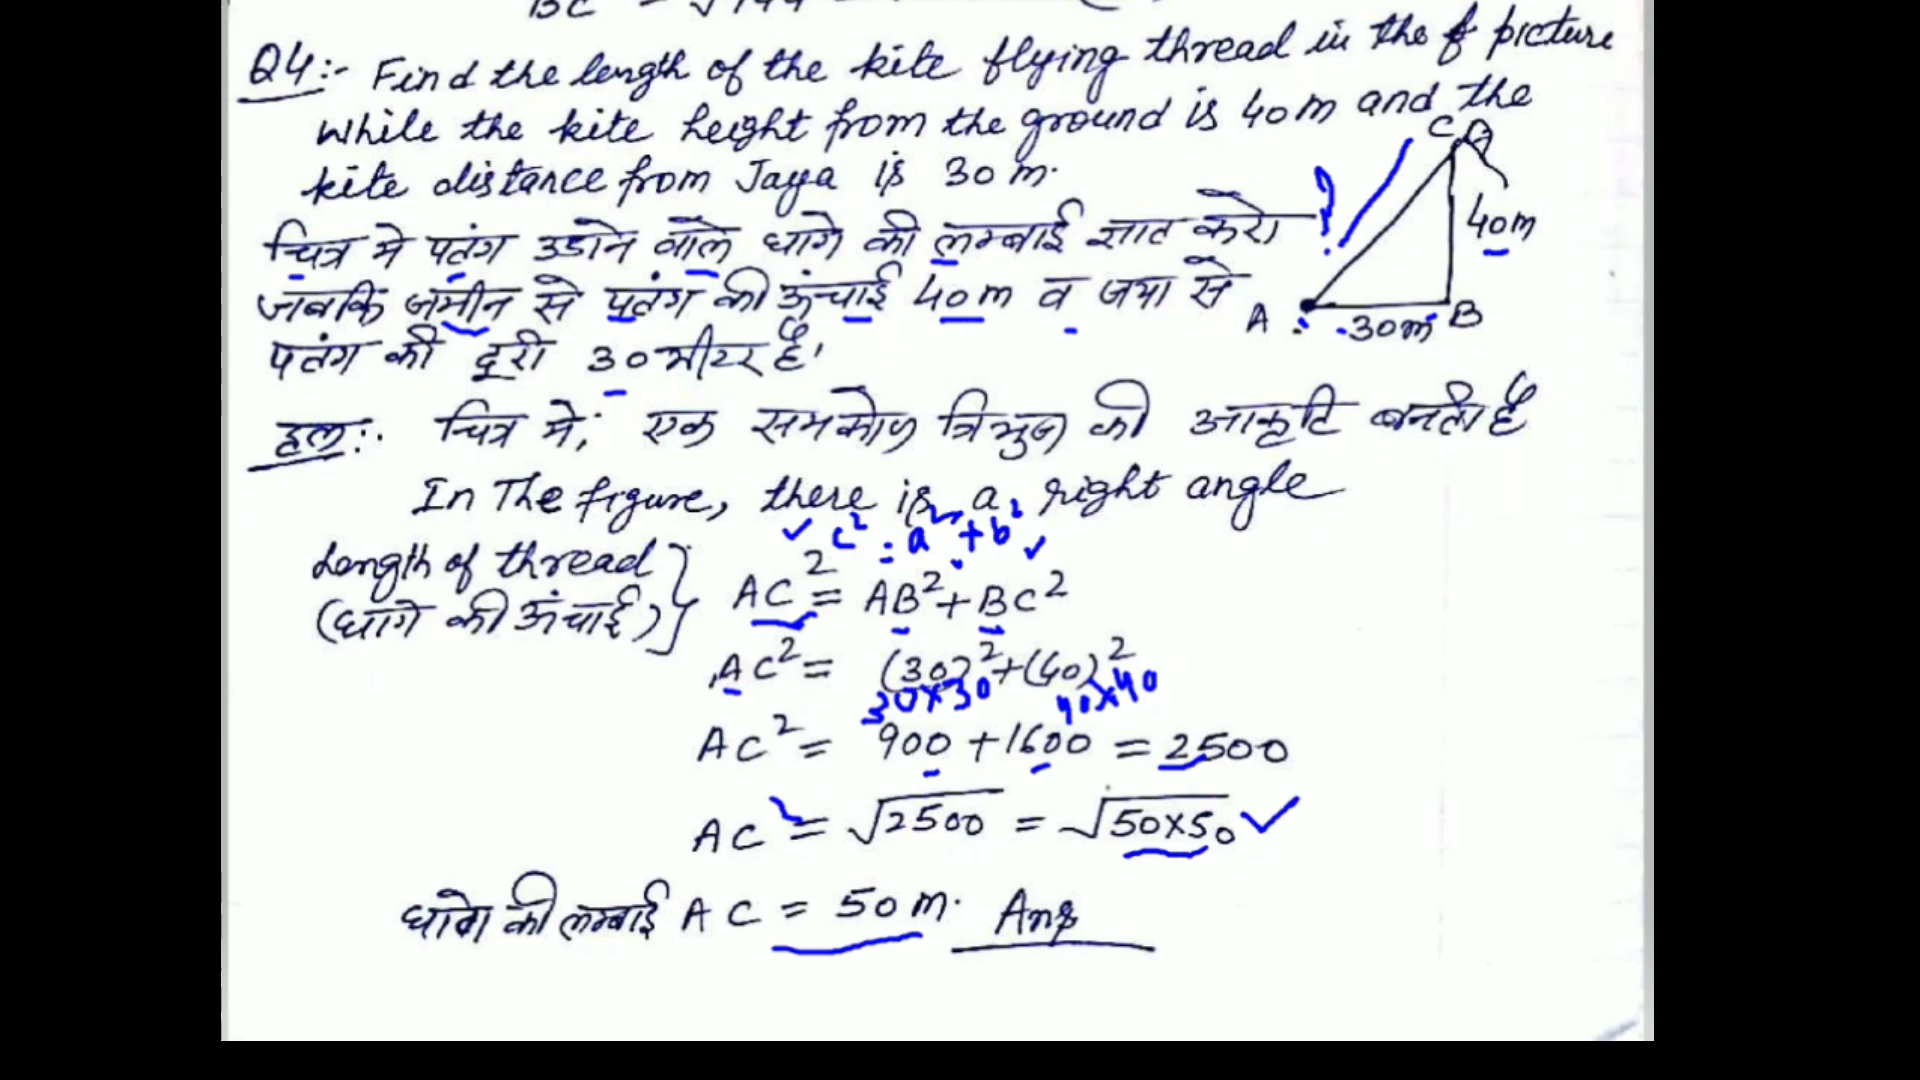 Q4:- Find the length of the kite flying thread in the picture
while the kite height from the ground is 40m and the
kite distance from Jaya is 30m.
चित्र मे पतंग उडाने वाले धागे की लम्बाई ज्ञात करो।
जबकि जमीन से पतंग की ऊंचाई 40m व जया से
पतंग की दूरी 30 मीटर है।
C
?
40m
A
30m
B
हल:. चित्र मे, एक समकोण त्रिभुज की आकृति बनती है
In The figure, there is a right angle
c² = a² + b²
Length of thread
(धागे की ऊंचाई)
AC² = AB² + BC²
AC² = (30)² + (40)²
30×30 40×40
AC² = 900 + 1600 = 2500
AC = √2500 = √50×50
धागे की लम्बाई AC = 50m. Ans